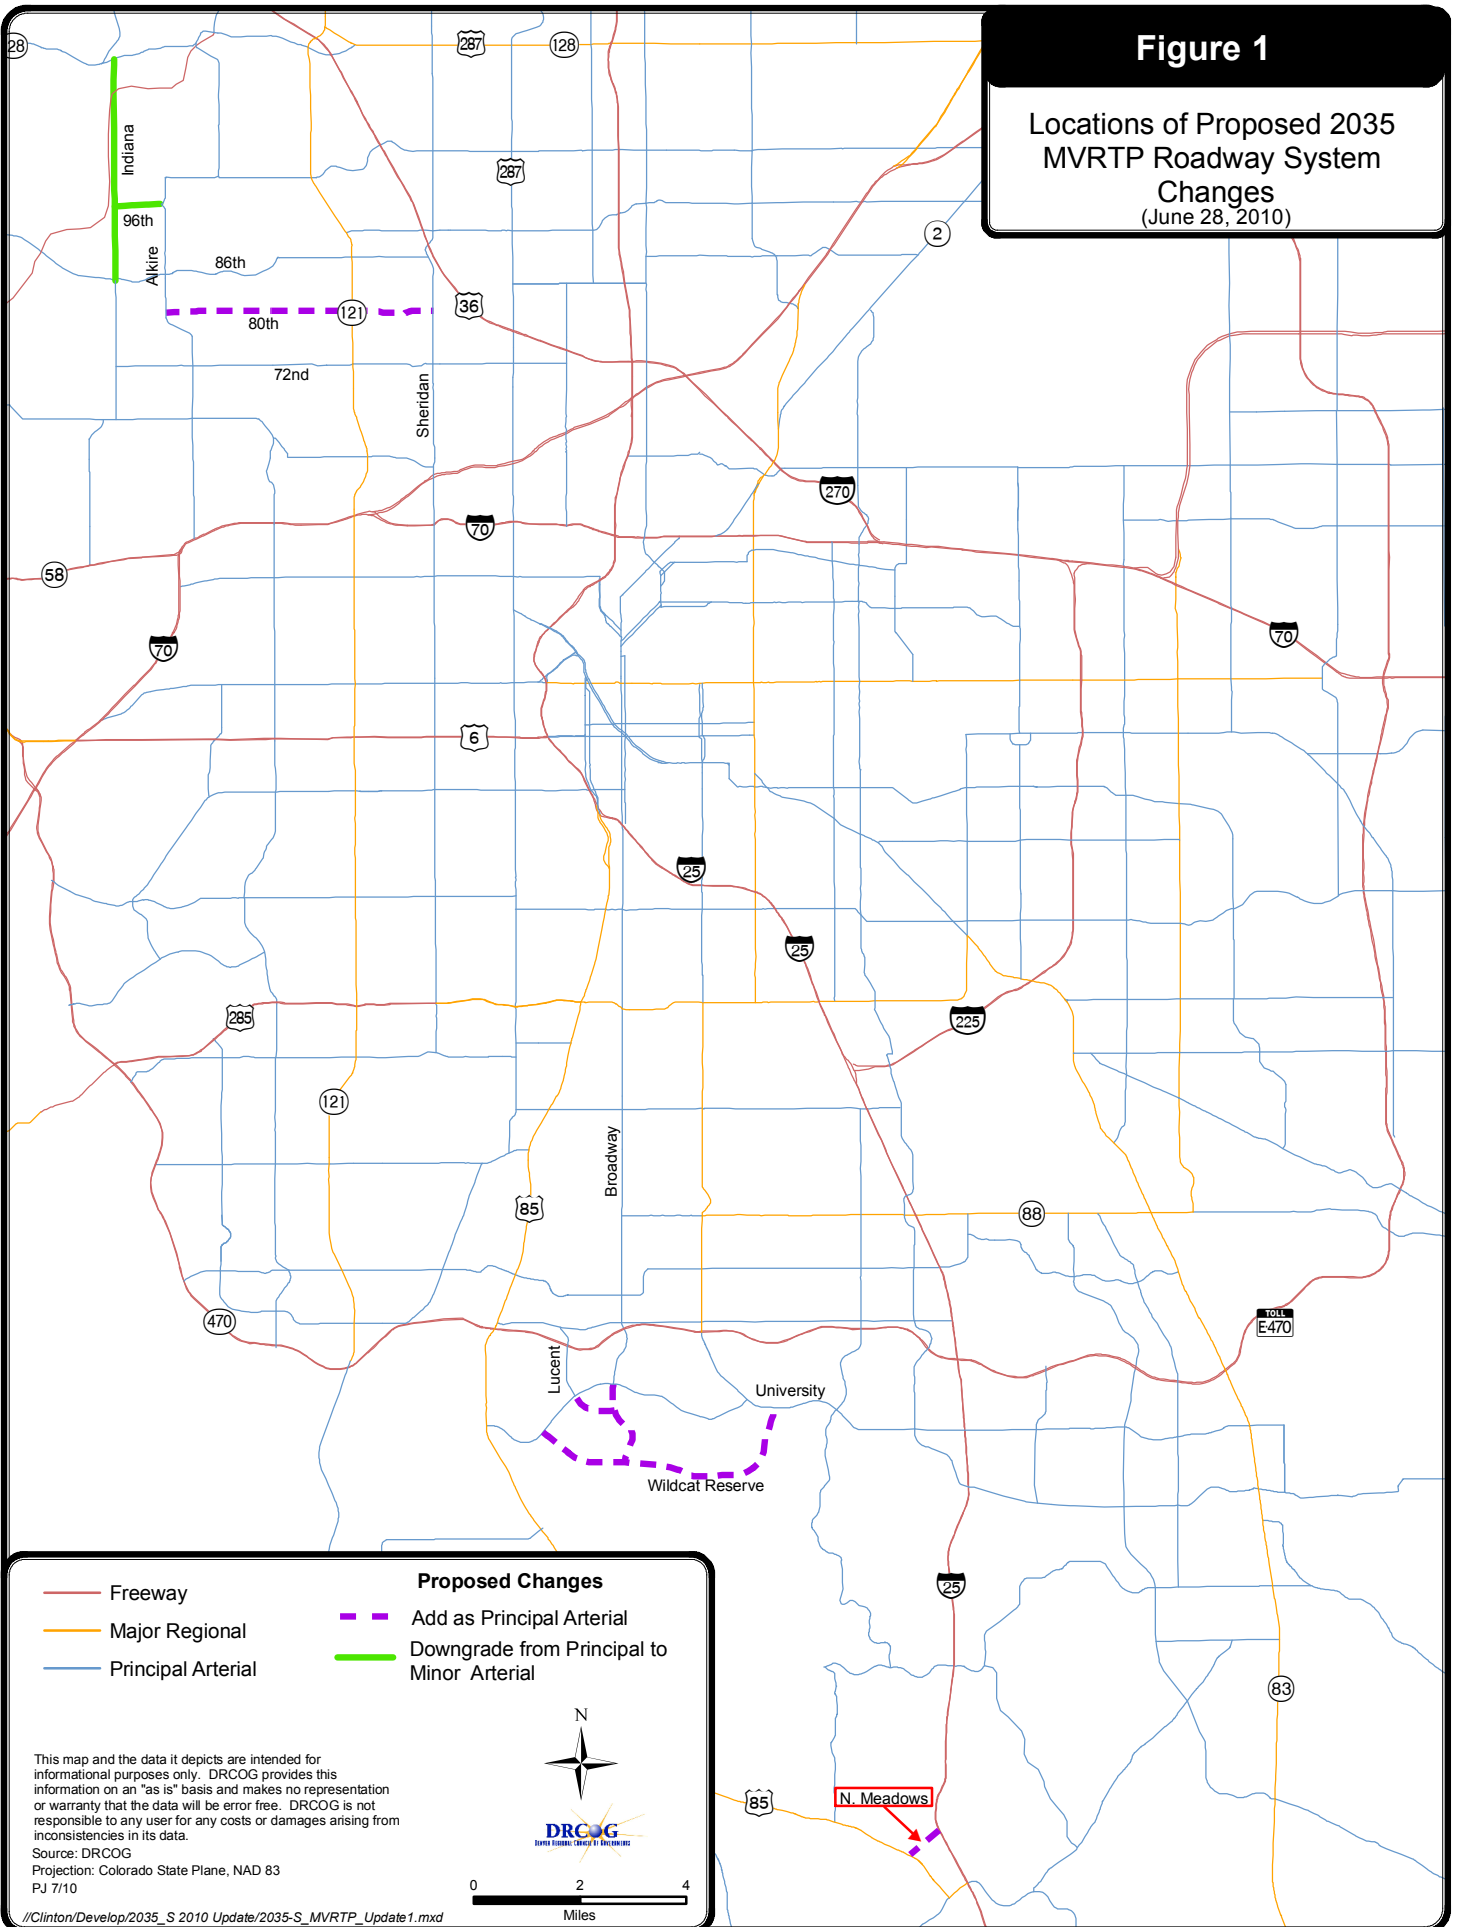 Figure 1
Locations of Proposed 2035
MVRTP Roadway System
Changes
(June 28, 2010)
28
287
128
Indiana
287
96th
2
Alkire
86th
36
121
80th
72nd
Sheridan
270
70
58
70
70
6
25
25
285
225
121
Broadway
85
88
470
TOLL
E-470
Lucent
University
Wildcat Reserve
25
83
85
N. Meadows
Freeway
Major Regional
Principal Arterial
Proposed Changes
Add as Principal Arterial
Downgrade from Principal to
Minor Arterial
N
This map and the data it depicts are intended for
informational purposes only. DRCOG provides this
information on an "as is" basis and makes no representation
or warranty that the data will be error free. DRCOG is not
responsible to any user for any costs or damages arising from
inconsistencies in its data.
Source: DRCOG
Projection: Colorado State Plane, NAD 83
PJ 7/10
//Clinton/Develop/2035_S 2010 Update/2035-S_MVRTP_Update1.mxd
DRCOG
Denver Regional Council of Governments
0 2 4
Miles